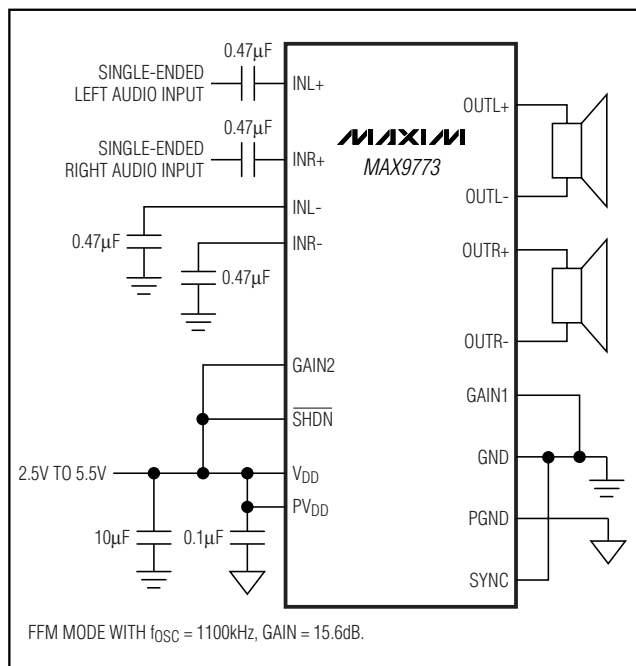 0.47µF
SINGLE-ENDED
LEFT AUDIO INPUT
INL+
0.47µF
SINGLE-ENDED
RIGHT AUDIO INPUT
INR+
INL-
0.47µF
INR-
0.47µF
GAIN2
SHDN
2.5V TO 5.5V
VDD
PVDD
10µF
0.1µF
MAXIM
MAX9773
OUTL+
OUTL-
OUTR+
OUTR-
GAIN1
GND
PGND
SYNC
FFM MODE WITH fOSC = 1100kHz, GAIN = 15.6dB.